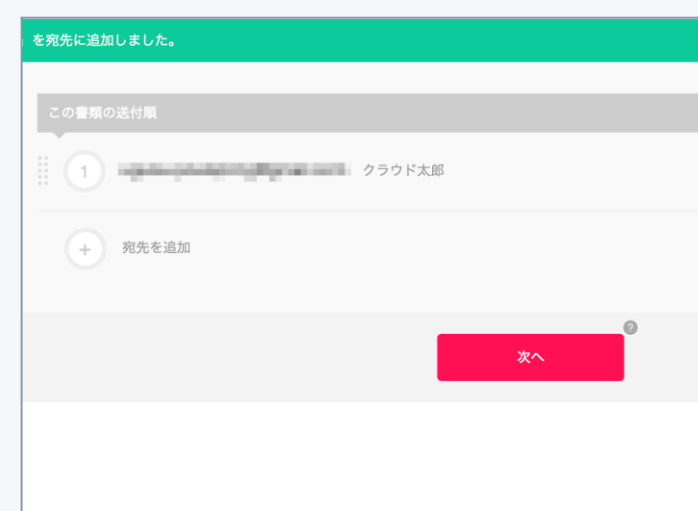 を宛先に追加しました。
この書類の送付順
1 クラウド太郎
+ 宛先を追加
?
次へ